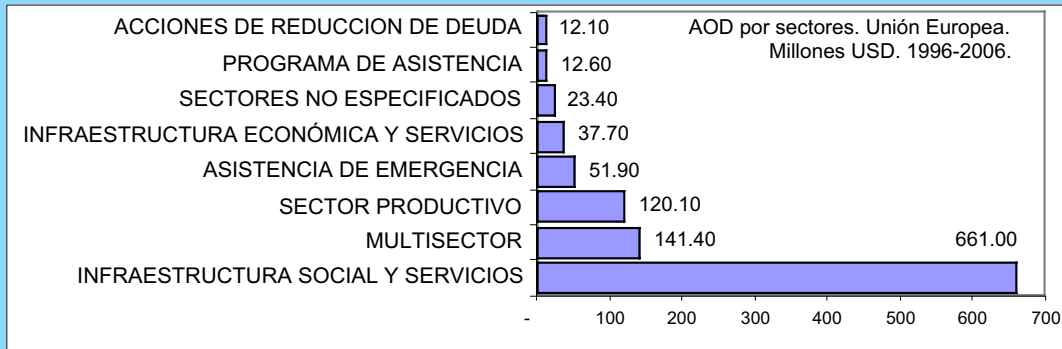 ACCIONES DE REDUCCION DE DEUDA 12.10
AOD por sectores. Unión Europea.
Millones USD. 1996-2006.
PROGRAMA DE ASISTENCIA 12.60
SECTORES NO ESPECIFICADOS 23.40
INFRAESTRUCTURA ECONÓMICA Y SERVICIOS 37.70
ASISTENCIA DE EMERGENCIA 51.90
SECTOR PRODUCTIVO 120.10
MULTISECTOR 141.40 661.00
INFRAESTRUCTURA SOCIAL Y SERVICIOS
- 100 200 300 400 500 600 700